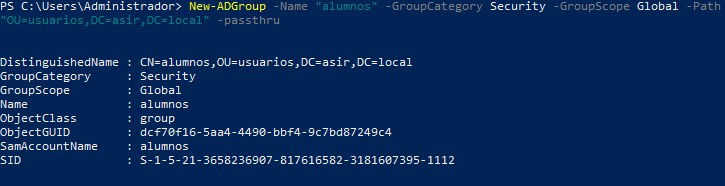 PS C:\Users\Administrador> New-ADGroup -Name "alumnos" -GroupCategory Security -GroupScope Global -Path
"OU=usuarios,DC=asir,DC=local" -passthru
DistinguishedName : CN=alumnos,OU=usuarios,DC=asir,DC=local
GroupCategory     : Security
GroupScope        : Global
Name              : alumnos
ObjectClass       : group
ObjectGUID        : dcf70f16-5aa4-4490-bbf4-9c7bd87249c4
SamAccountName    : alumnos
SID               : S-1-5-21-3658236907-817616582-3181607395-1112